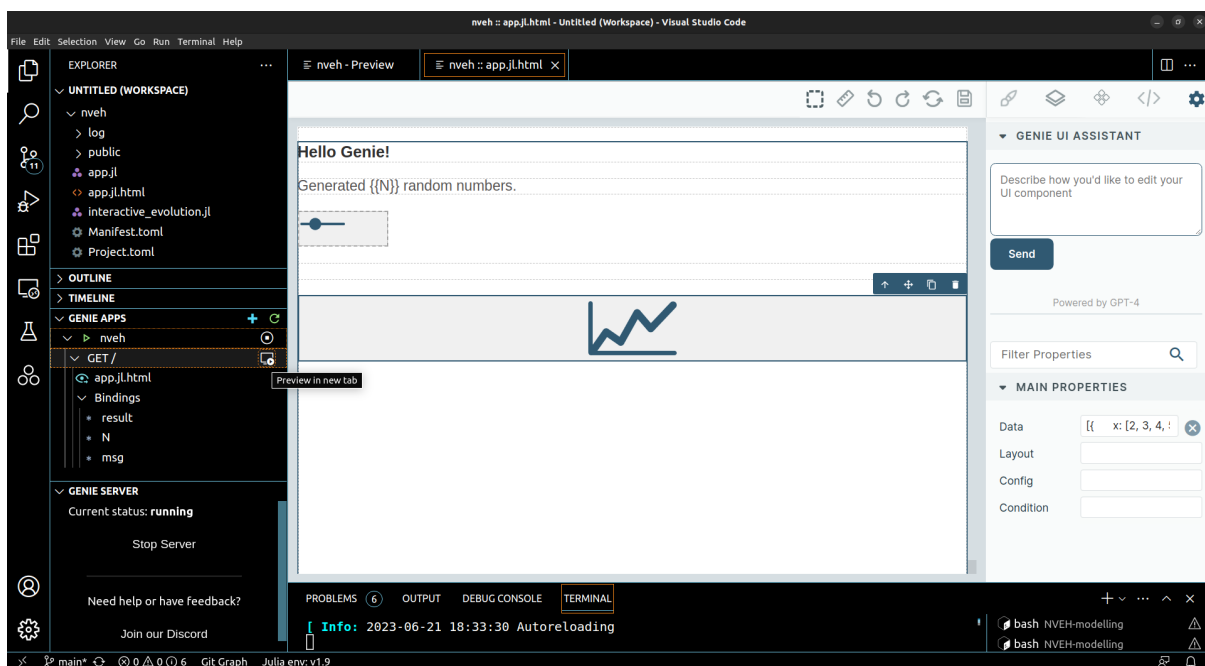 nveh :: app.jl.html - Untitled (Workspace) - Visual Studio Code
File Edit Selection View Go Run Terminal Help
EXPLORER
UNTITLED (WORKSPACE)
nveh
log
public
app.jl
app.jl.html
interactive_evolution.jl
Manifest.toml
Project.toml
OUTLINE
TIMELINE
GENIE APPS
nveh
GET /
app.jl.html
Bindings
result
N
msg
GENIE SERVER
Current status: running
Stop Server
Need help or have feedback?
Join our Discord
11
Preview in new tab
nveh - Preview
nveh :: app.jl.html
Hello Genie!
Generated {{N}} random numbers.
GENIE UI ASSISTANT
Describe how you'd like to edit your
UI component
Send
Powered by GPT-4
Filter Properties
MAIN PROPERTIES
Data [{ x: [2, 3, 4,
Layout
Config
Condition
PROBLEMS 6 OUTPUT DEBUG CONSOLE TERMINAL
[ Info: 2023-06-21 18:33:30 Autoreloading
bash NVEH-modelling
bash NVEH-modelling
main* 0 0 6 Git Graph Julia env: v1.9